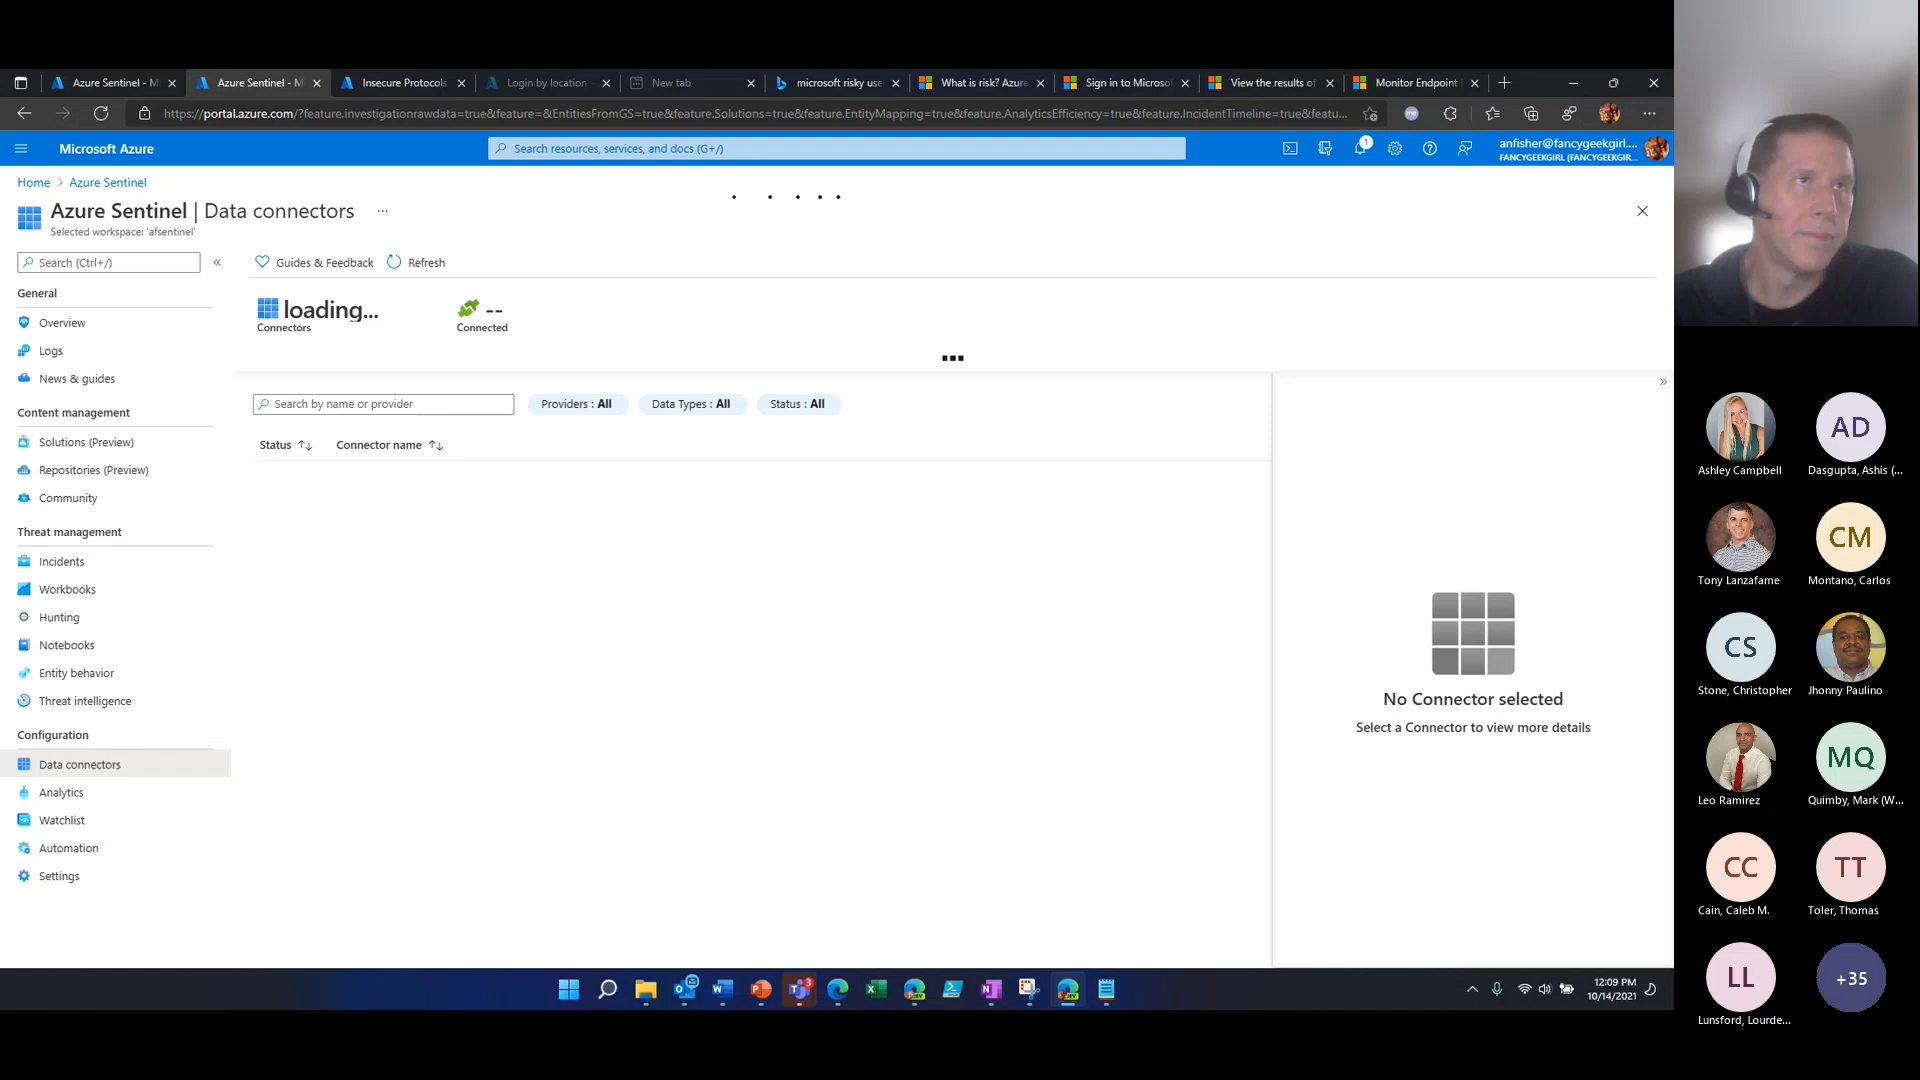 Azure Sentinel - M
Azure Sentinel - M
Insecure Protocols
Login by location -
New tab
microsoft risky use
What is risk? Azure
Sign in to Microsof
View the results of
Monitor Endpoint
https://portal.azure.com/?feature.investigationrawdata=true&feature=&EntitiesFromGS=true&feature.Solutions=true&feature.EntityMapping=true&feature.AnalyticsEfficiency=true&feature.IncidentTimeline=true&featu...
Microsoft Azure
Search resources, services, and docs (G+/)
1
anfisher@fancygeekgirl....
FANCYGEEKGIRL (FANCYGEEKGIR...
Home > Azure Sentinel
Azure Sentinel | Data connectors ...
Selected workspace: 'afsentinel'
Search (Ctrl+/)
Guides & Feedback
Refresh
General
Overview
Logs
News & guides
Content management
Solutions (Preview)
Repositories (Preview)
Community
Threat management
Incidents
Workbooks
Hunting
Notebooks
Entity behavior
Threat intelligence
Configuration
Data connectors
Analytics
Watchlist
Automation
Settings
loading...
Connectors
--
Connected
Search by name or provider
Providers : All
Data Types : All
Status : All
Status
Connector name
No Connector selected
Select a Connector to view more details
3
12:09 PM
10/14/2021
Ashley Campbell
AD
Dasgupta, Ashis (...
Tony Lanzafame
CM
Montano, Carlos
CS
Stone, Christopher
Jhonny Paulino
Leo Ramirez
MQ
Quimby, Mark (W...
CC
Cain, Caleb M.
TT
Toler, Thomas
LL
Lunsford, Lourde...
+35